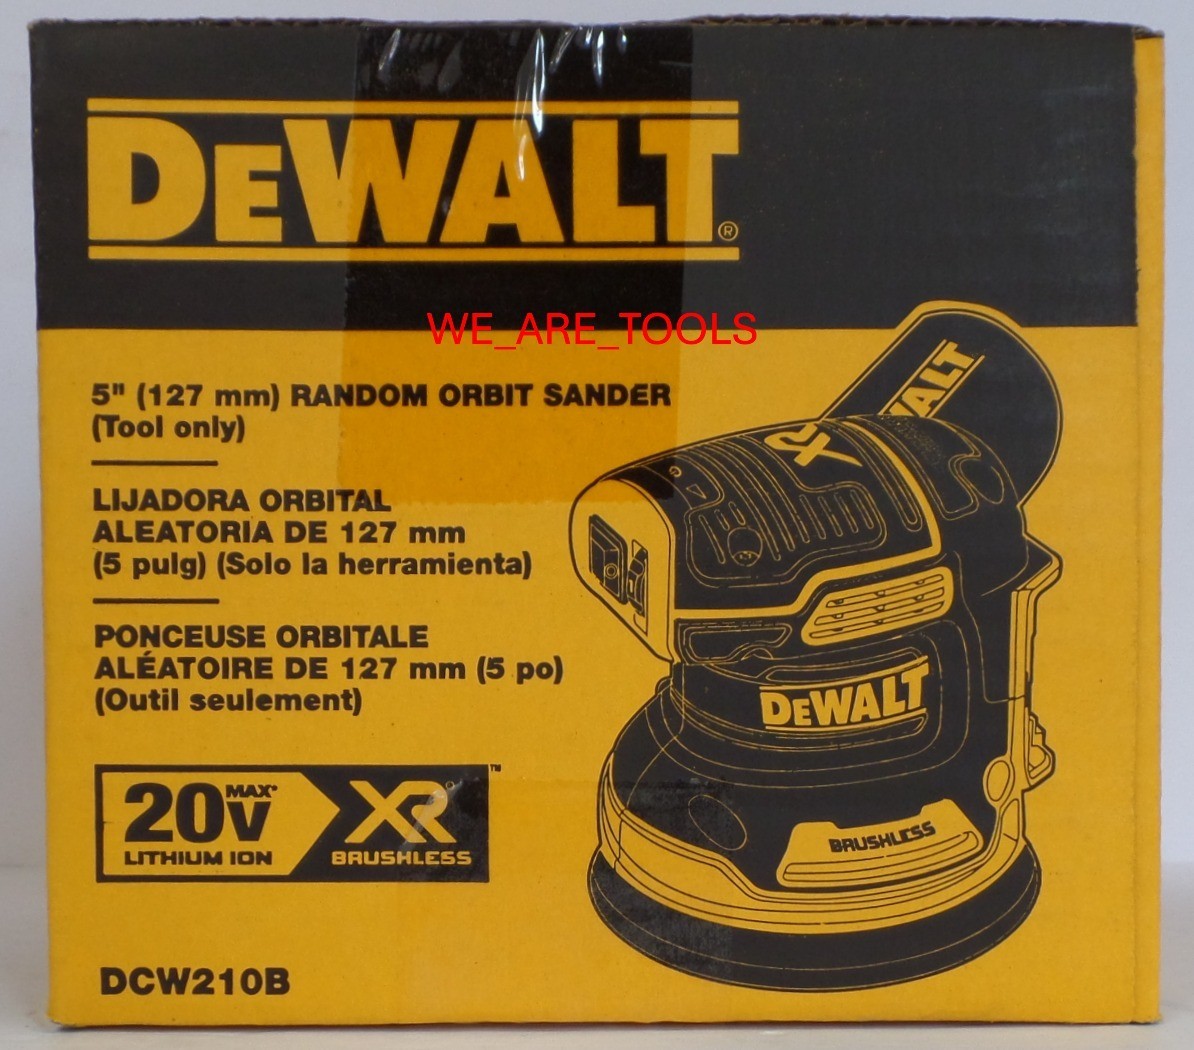 DEWALT®
WE_ARE_TOOLS
5" (127 mm) RANDOM ORBIT SANDER
(Tool only)
LIJADORA ORBITAL
ALEATORIA DE 127 mm
(5 pulg) (Solo la herramienta)
PONCEUSE ORBITALE
ALÉATOIRE DE 127 mm (5 po)
(Outil seulement)
20V MAX* XR®™
LITHIUM ION BRUSHLESS
DCW210B
WALT
XR
DEWALT
BRUSHLESS